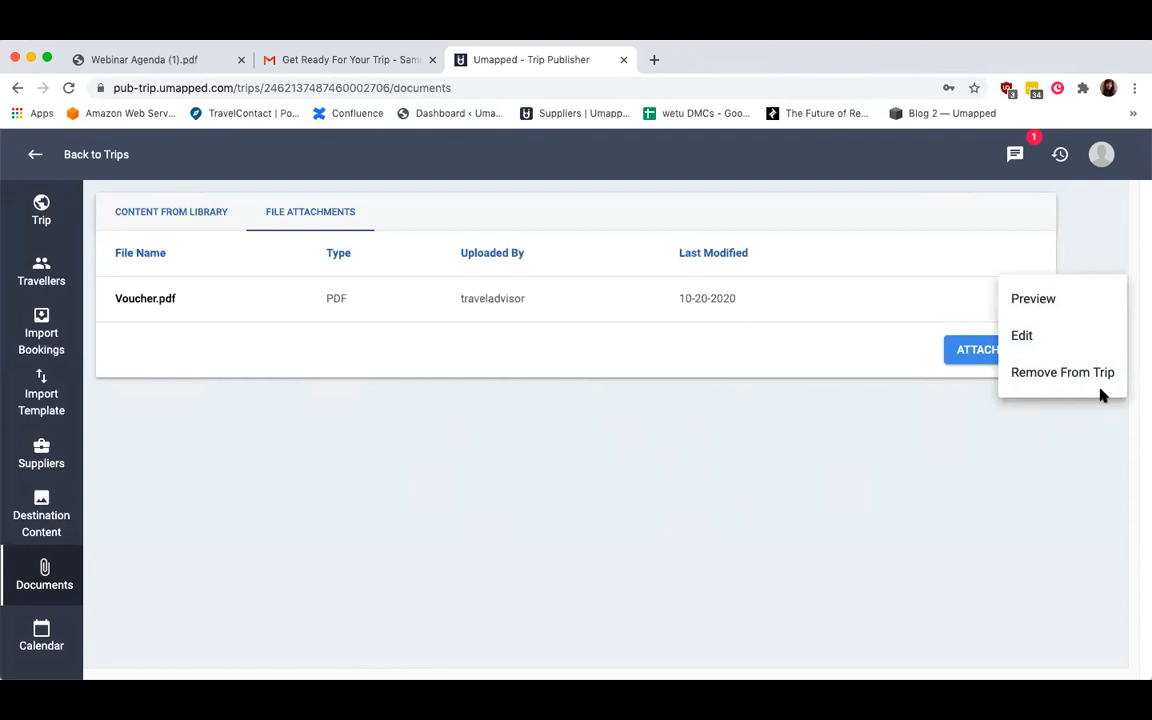 Webinar Agenda (1).pdf
Get Ready For Your Trip - Sam
Umapped - Trip Publisher
pub-trip.umapped.com/trips/2462137487460002706/documents
3
34
Apps
Amazon Web Serv...
TravelContact | Po...
Confluence
Dashboard ‹ Uma...
Suppliers | Umapp...
wetu DMCs - Goo...
The Future of Re...
Blog 2 — Umapped
»
Back to Trips
1
Trip
Travellers
Import
Bookings
Import
Template
Suppliers
Destination
Content
Documents
Calendar
CONTENT FROM LIBRARY
FILE ATTACHMENTS
File Name
Type
Uploaded By
Last Modified
Voucher.pdf
PDF
traveladvisor
10-20-2020
ATTACH
Preview
Edit
Remove From Trip